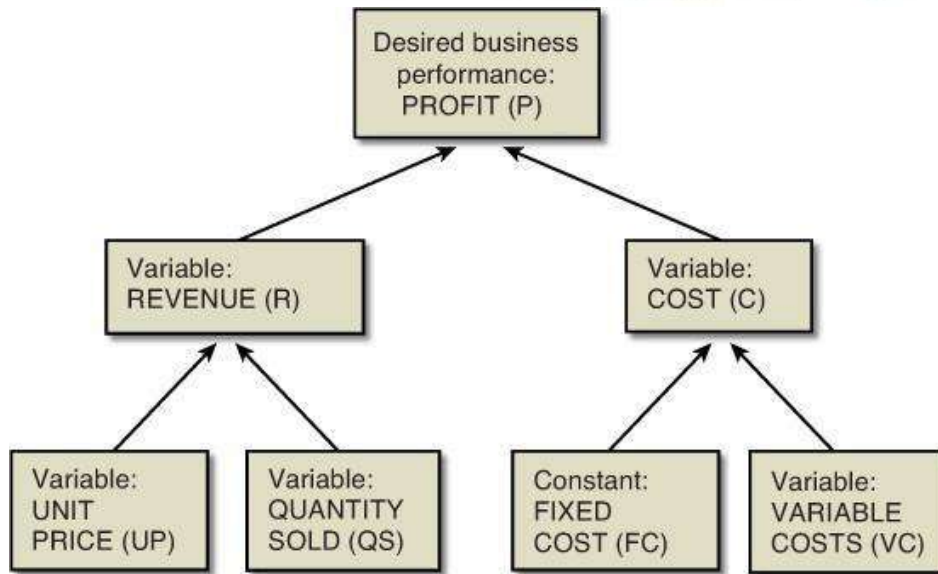 Desired business
performance:
PROFIT (P)
Variable:
REVENUE (R)
Variable:
COST (C)
Variable:
UNIT
PRICE (UP)
Variable:
QUANTITY
SOLD (QS)
Constant:
FIXED
COST (FC)
Variable:
VARIABLE
COSTS (VC)